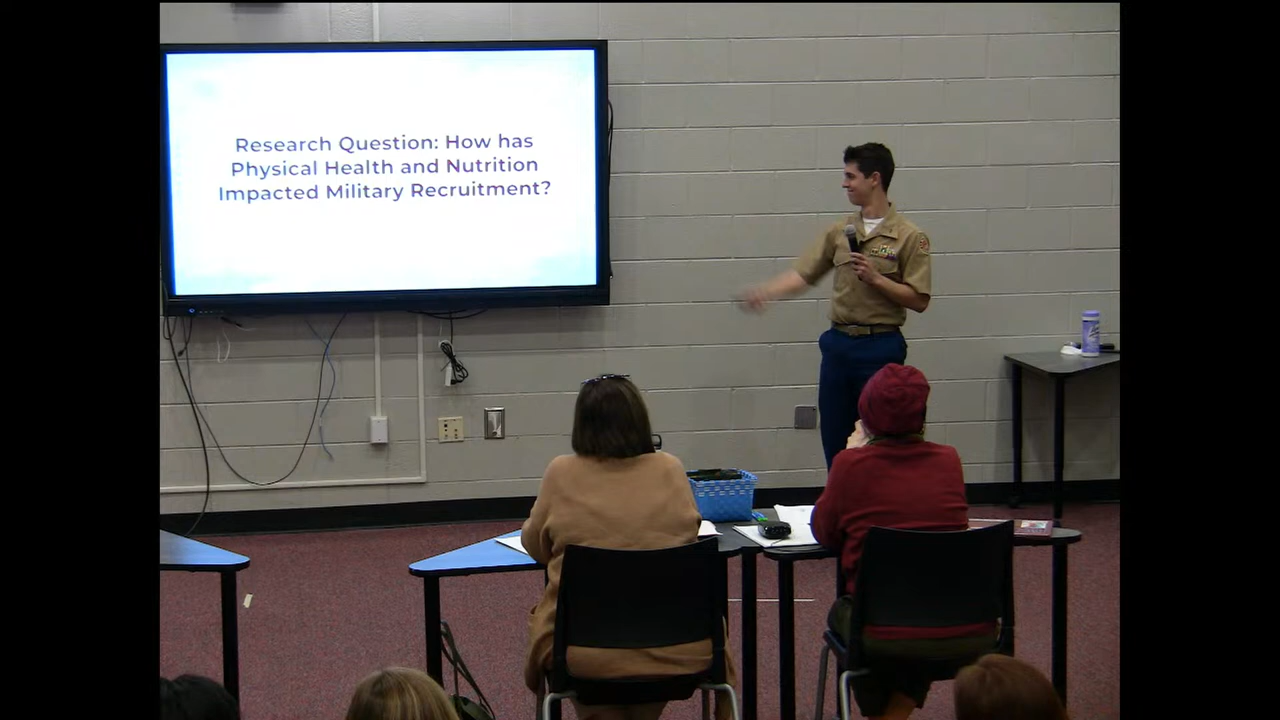 Research Question: How has
Physical Health and Nutrition
Impacted Military Recruitment?